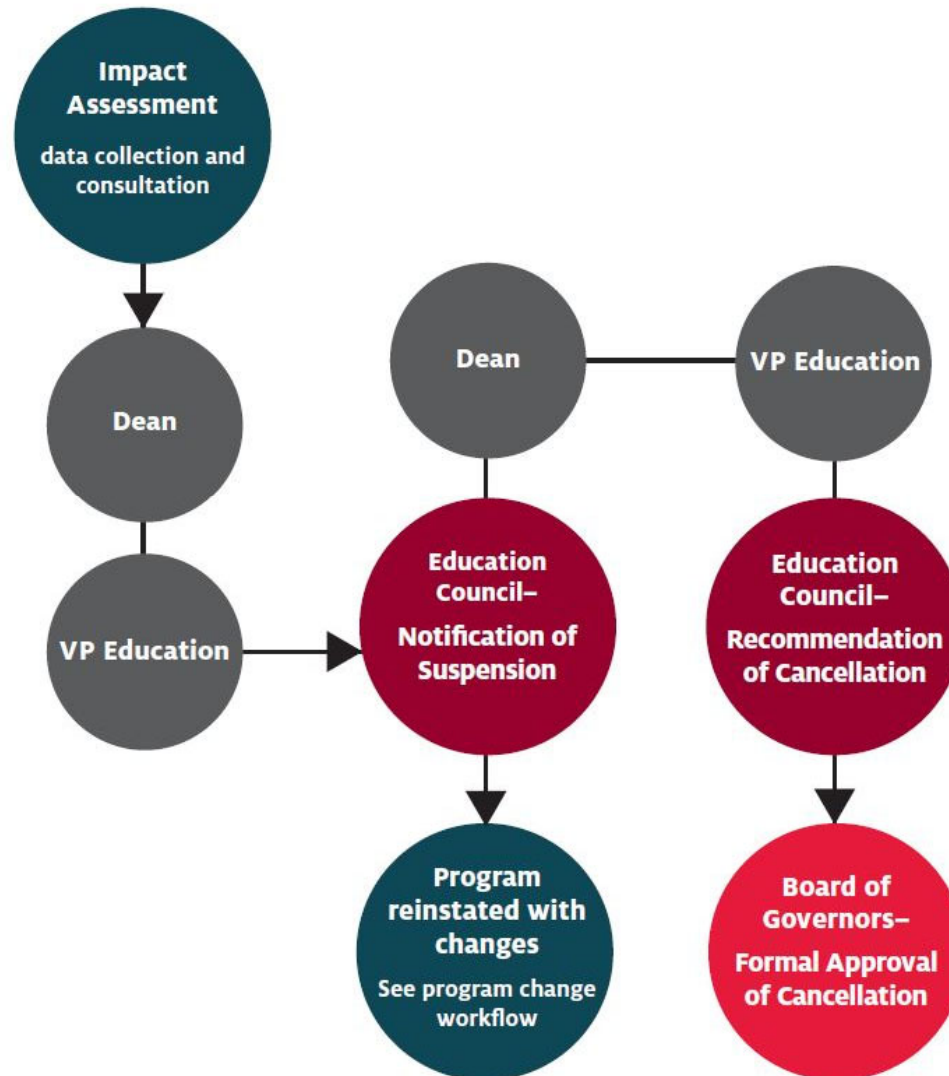 Impact
Assessment
data collection and
consultation
Dean
VP Education
Dean
VP Education
Education
Council–
Notification of
Suspension
Education
Council–
Recommendation
of Cancellation
Program
reinstated with
changes
See program change
workflow
Board of
Governors–
Formal Approval
of Cancellation